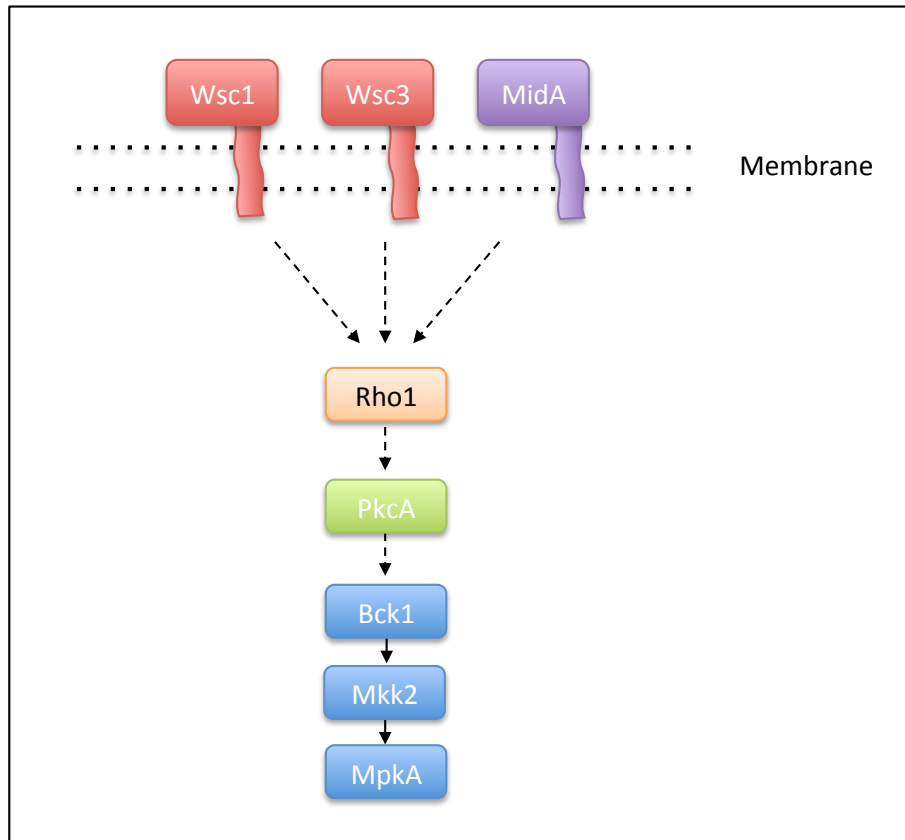 Wsc1 Wsc3 MidA
Membrane
Rho1
PkcA
Bck1
Mkk2
MpkA